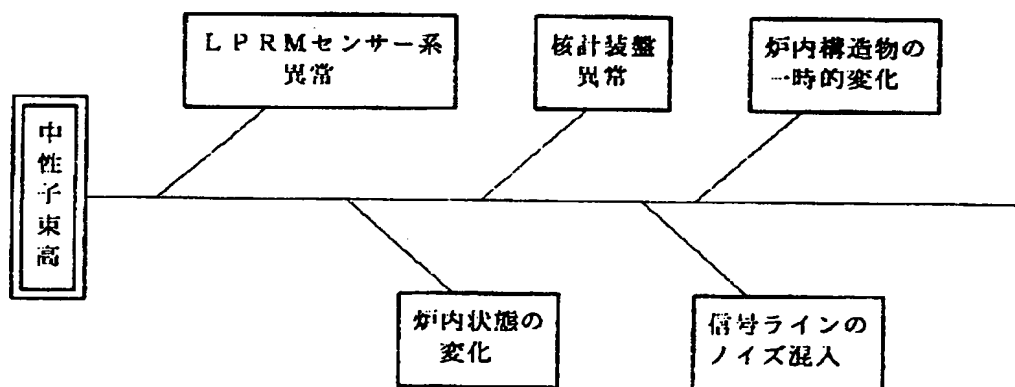 LPRMセンサー系
異常
核計装盤
異常
炉内構造物の
一時的変化
中性子束高
炉内状態の
変化
信号ラインの
ノイズ混入